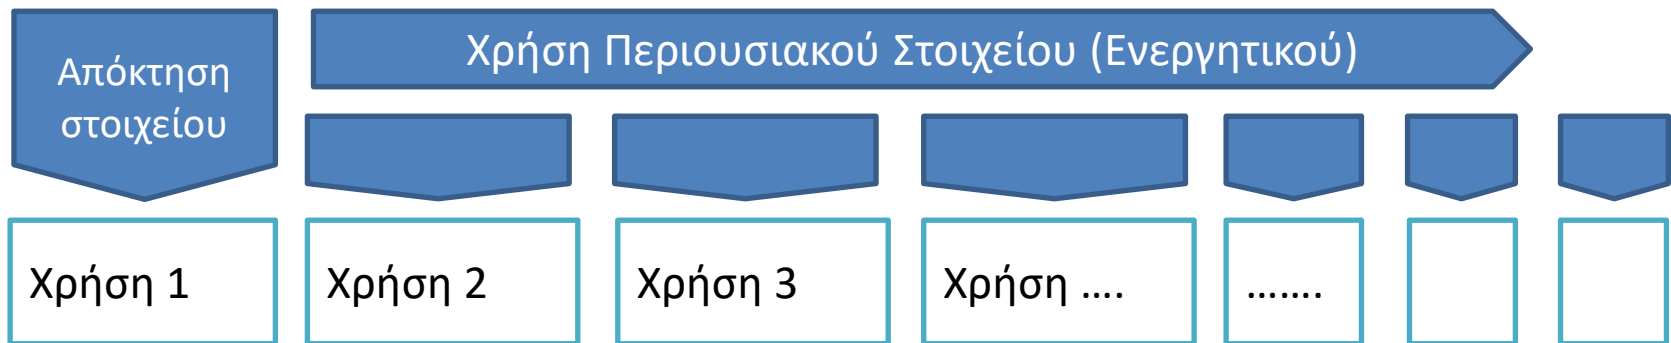 Απόκτηση
στοιχείου
Χρήση Περιουσιακού Στοιχείου (Ενεργητικού)
Χρήση 1
Χρήση 2
Χρήση 3
Χρήση ....
.......